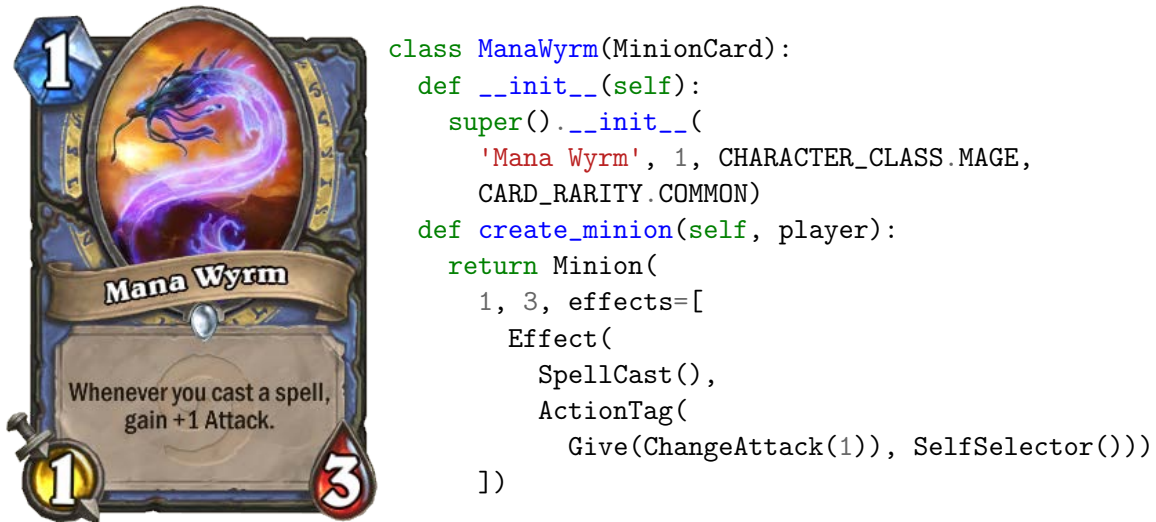 1
Mana Wyrm
Whenever you cast a spell,
gain +1 Attack.
1
3
class ManaWyrm(MinionCard):
  def __init__(self):
    super().__init__(
      'Mana Wyrm', 1, CHARACTER_CLASS.MAGE,
      CARD_RARITY.COMMON)
  def create_minion(self, player):
    return Minion(
      1, 3, effects=[
        Effect(
          SpellCast(),
          ActionTag(
            Give(ChangeAttack(1)), SelfSelector()))
      ])